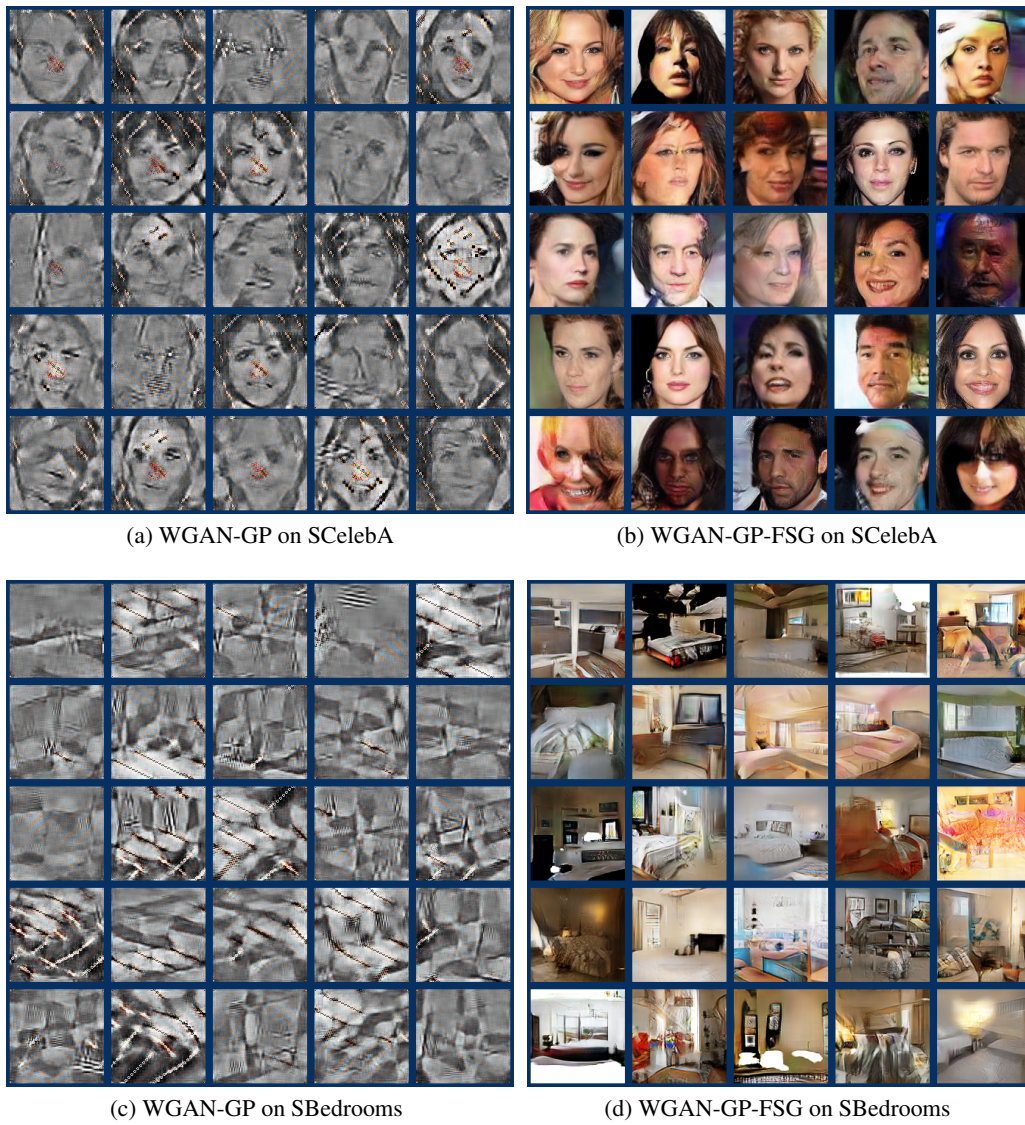 (a) WGAN-GP on SCelebA
(b) WGAN-GP-FSG on SCelebA
(c) WGAN-GP on SBedrooms
(d) WGAN-GP-FSG on SBedrooms